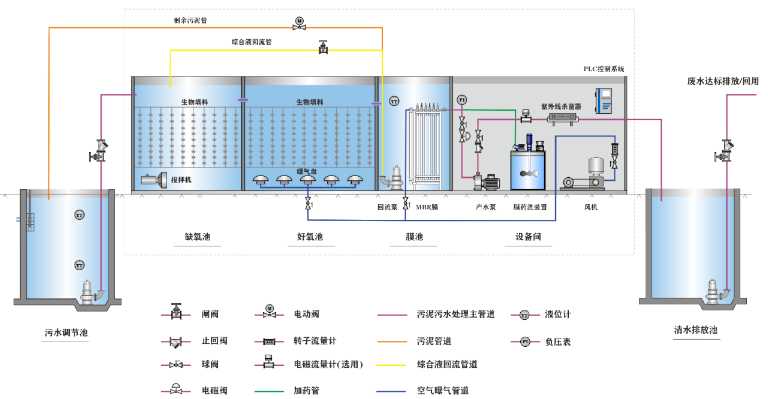 剩余污泥管
综合液回流管
PLC控制系统
废水达标排放/回用
生物填料
生物填料
紫外线杀菌器
搅拌机
曝气盘
回流泵
MBR膜
产水泵
风机
缺氧池
好氧池
膜池
设备间
污水调节池
清水排放池
闸阀
电动阀
污泥污水处理主管道
液位计
止回阀
转子流量计
污泥管道
负压表
球阀
电磁流量计(选用)
综合液回流管道
电磁阀
加药管
空气曝气管道